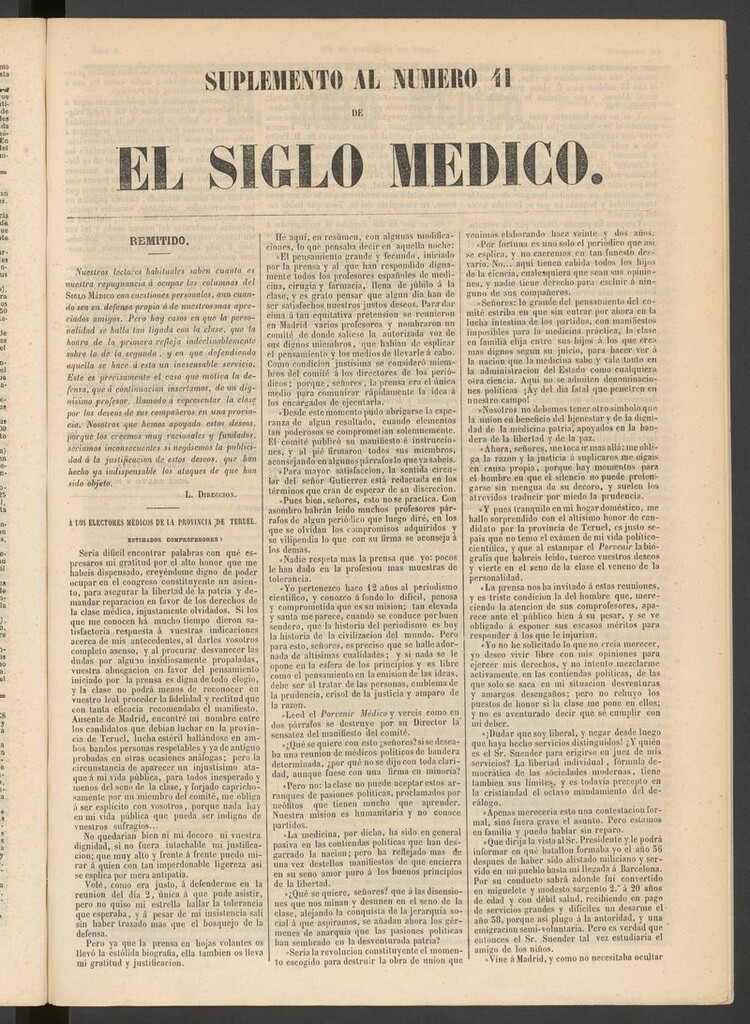 SUPLEMENTO AL NUMERO 41
DE
EL SIGLO MEDICO.
REMITIDO.
Nuestros lectores habituales saben cuanta es
nuestra repugnancia á ocupar las columnas del
SIGLO MÉDICO con cuestiones personales, aun cuan-
do sea en defensa propia ó de nuestros mas apre-
ciados amigos. Pero hay casos en que la perso-
nalidad se halla tan ligada con la clase, que la
honra de la primera refleja indeclinablemente
sobre la de la segunda, y en que defendiendo
aquella se hace á esta un inescusable servicio.
Este es precisamente el caso que motiva la de-
fensa, que á continuacion insertamos, de un dig-
nísimo profesor, llamado á representar la clase
por los deseos de sus compañeros en una provin-
cia. Nosotros que hemos apoyado estos deseos,
porque los creemos muy racionales y fundados,
seriamos inconsecuentes si negásemos la publici-
dad á la justificacion de estos deseos, que han
hecho ya indispensable los ataques de que han
sido objeto.
L. DIRECCION.
A LOS ELECTORES MÉDICOS DE LA PROVINCIA DE TERUEL.
ESTIMADOS COMPROFESORES:
Seria dificil encontrar palabras con qué es-
presaros mi gratitud por el alto honor que me
habeis dispensado, creyéndome digno de poder
ocupar en el congreso constituyente un asien-
to, para asegurar la libertad de la patria y de-
mandar reparacion en favor de los derechos de
la clase médica, injustamente olvidados. Si los
que me conocen há mucho tiempo dieron sa-
tisfactoria respuesta á vuestras indicaciones
acerca de mis antecedentes, al darles vosotros
completo asenso, y al procurar desvanecer las
dudas por alguno insidiosamente propaladas,
vuestra abnegacion en favor del pensamiento
iniciado por la prensa es digna de todo elogio,
y la clase no podrá menos de reconocer en
vuestro leal proceder la fidelidad y rectitud que
con tanta eficacia recomendaba el manifiesto.
Ausente de Madrid, encontré mi nombre entre
los candidatos que debian luchar en la provin-
cia de Teruel, lucha estéril hallándose en am-
bos bandos personas respetables y ya de antiguo
probadas en otras ocasiones análogas; pero la
circunstancia de aparecer un injustísimo ata-
que á mi vida pública, para todos inesperado y
menos del seno de la clase, y forjado capricho-
samente por un miembro del comité, me obliga
á ser esplícito con vosotros, porque nada hay
en mi vida pública que pueda ser indigno de
vuestros sufragios...
No quedarian bien ni mi decoro ni vuestra
dignidad, si no fuera intachable mi justifica-
cion; que muy alto y frente á frente puedo mi-
rar á quien con tan imperdonable ligereza así
se esplica por mera antipatía.
Volé, como era justo, á defenderme en la
reunion del dia 2, única á que pude asistir,
pero no quiso mi estrella hallar la tolerancia
que esperaba, y á pesar de mi insistencia salí
sin haber trazado mas que el bosquejo de la
defensa.
Pero ya que la prensa en hojas volantes os
llevó la estólida biografia, ella tambien os lleva
mi gratitud y justificacion.
Hé aquí, en resúmen, con algunas modifica-
ciones, lo que pensaba decir en aquella noche:
»El pensamiento grande y fecundo, iniciado
por la prensa y al que han respondido digna-
mente todos los profesores españoles de medi-
cina, cirugia y farmacia, llena de júbilo á la
clase, y es grato pensar que algun dia han de
ser satisfechos nuestros justos deseos. Para dar
cima á tan equitativa pretension se reunieron
en Madrid varios profesores y nombraron un
comité de donde saliese la autorizada voz de
sus dignos miembros, que habian de esplicar
el pensamiento y los medios de llevarle á cabo.
Como condicion justísima se consideró miem-
bros del comité á los directores de los perió-
dicos; porque, señores, la prensa era el único
medio para comunicar rápidamente la idea á
los encargados de ejecutarla.
»Desde este momento pudo abrigarse la espe-
ranza de algun resultado, cuando elementos
tan poderosos se comprometian solemnemente.
El comité publicó su manifiesto é instruccio-
nes, y al pié firmaron todos sus miembros,
aconsejando en algunos párrafos lo que ya sabeis.
»Para mayor satisfaccion, la sentida circu-
lar del señor Gutierrez está redactada en los
términos que eran de esperar de su discrecion.
»Pues bien, señores, esto no se practica. Con
asombro habrán leido muchos profesores pár-
rafos de algun periódico que luego diré, en los
que se olvidan los compromisos adquiridos y
se vilipendia lo que con su firma se aconseja á
los demas.
»Nadie respeta mas la prensa que yo: pocos
le han dado en la profesion mas muestras de
tolerancia.
»Yo pertenezco hace 12 años al periodismo
científico, y conozco á fondo lo dificil, penosa
y comprometida que es su mision; tan elevada
y santa me parece, cuando se conduce por buen
sendero, que la historia del periodismo es hoy
la historia de la civilizacion del mundo. Pero
para esto, señores, es preciso que se halle ador-
nada de altísimas cualidades; y si nada se le
opone en la esfera de los principios y es libre
como el pensamiento en la emision de las ideas,
debe ser al tratar de las personas, emblema de
la prudencia, crisol de la justicia y amparo de
la razon.
»Leed el Porvenir Médico y vereis como en
dos párrafos se destruye por su Director la
sensatez del manifiesto del comité.
»¿Qué se quiere con esto ¿señores? si se desea-
ba una reunion de médicos políticos de bandera
determinada, ¿por qué no se dijo con toda clari-
dad, aunque fuese con una firma en minoría?
»Pero no: la clase no puede aceptar estos ar-
ranques de pasiones políticas, proclamados por
neófitos que tienen mucho que aprender.
Nuestra mision es humanitaria y no conoce
partidos.
»La medicina, por dicha, ha sido en general
pasiva en las contiendas políticas que han des-
garrado la nacion; pero ha reflejado mas de
una vez destellos manifiestos de que encierra
en su seno amor puro á los buenos principios
de la libertad.
»¿Qué se quiere, señores? que á las disensio-
nes que nos minan y desunen en el seno de la
clase, alejando la conquista de la jerarquía so-
cial á que aspiramos, se añadan ahora los gér-
menes de anarquia que las pasiones políticas
han sembrado en la desventurada patria?
»Seria la revolucion constituyente el momen-
to escogido para destruir la obra de union que
venimos elaborando hace veinte y dos años.
»Por fortuna es uno solo el periódico que así
se esplica, y no caeremos en tan funesto des-
varío. No... aquí tienen cabida todos los hijos
de la ciencia, cualesquiera que sean sus opinio-
nes, y nadie tiene derecho para escluir á nin-
guno de sus compañeros.
»Señores: lo grande del pensamiento del co-
mité estriba en que sin entrar por ahora en la
lucha intestina de los partidos, con manifiestos
imposibles para la medicina práctica, la clase
en familia elija entre sus hijos á los que crea
mas dignos segun su juicio, para hacer ver á
la nacion que la medicina sabe y vale tanto en
la administracion del Estado como cualquiera
otra ciencia. Aquí no se admiten denominacio-
nes políticas ¡Ay del dia fatal que penetren en
nuestro campo!
»Nosotros no debemos tener otro símbolo que
la union en beneficio del bienestar y de la digni-
dad de la medicina patria, apoyados en la ban-
dera de la libertad y de la paz.
»Ahora, señores, me toca ir mas allá; me obli-
ga la razon y la justicia á suplicaros me oigais
en causa propia, porque hay momentos para
el hombre en que el silencio no puede prolon-
garse sin mengua de su decoro, y suelen los
atrevidos traducir por miedo la prudencia.
»Y pues tranquilo en mi hogar doméstico, me
hallo sorprendido con el altísimo honor de can-
didato por la provincia de Teruel, es justo se-
pais que no temo el exámen de mi vida político-
científica, y que al estampar el Porvenir la bio-
grafia que habreis leido, tuerce vuestros deseos
y vierte en el seno de la clase el veneno de la
personalidad.
»La prensa nos ha invitado á estas reuniones,
y es triste condicion la del hombre que, mere-
ciendo la atencion de sus comprofesores, apa-
rece ante el público bien á su pesar, y se ve
obligado á esponer sus escasos méritos para
responder á los que le injurian.
»Yo no he solicitado lo que no creia merecer,
yo deseo vivir libre con mis opiniones para
ejercer mis derechos, y no intento mezclarme
activamente, en las contiendas políticas, de las
que solo se saca en mi situacion desventuras
y amargos desengaños; pero no rehuyo los
puestos de honor si la clase me pone en ellos;
y no es aventurado decir que se cumplir con
mi deber.
»¡Dudar que soy liberal, y negar desde luego
que haya hecho servicios distinguidos! ¿Y quién
es el Sr. Suender para erigirse en juez de mis
servicios? La libertad individual, fórmula de-
mocrática de las sociedades modernas, tiene
tambien sus límites, y es todavía precepto en
la cristiandad el octavo mandamiento del de-
cálogo.
»Apenas mereceria esto una contestacion for-
mal, sino fuera grave el asunto. Pero estamos
en familia y puedo hablar sin reparo.
»Que dirija la vista al Sr. Presidente y le podrá
informar en qué batallon formaba yo el año 36
despues de haber sido alistado miliciano y ser-
vido en mi pueblo hasta mi llegada á Barcelona.
Por su conducto sabrá adonde fuí convertido
en miguelete y modesto sargento 2.º á 20 años
de edad y con débil salud, recibiendo en pago
de servicios grandes y difíciles un desarme el
año 38, porque así plugo á la autoridad, y una
emigracion semi-voluntaria. Pero es verdad que
entonces el Sr. Suender tal vez estudiaria el
amigo de los niños.
»Vine á Madrid, y como no necesitaba ocultar